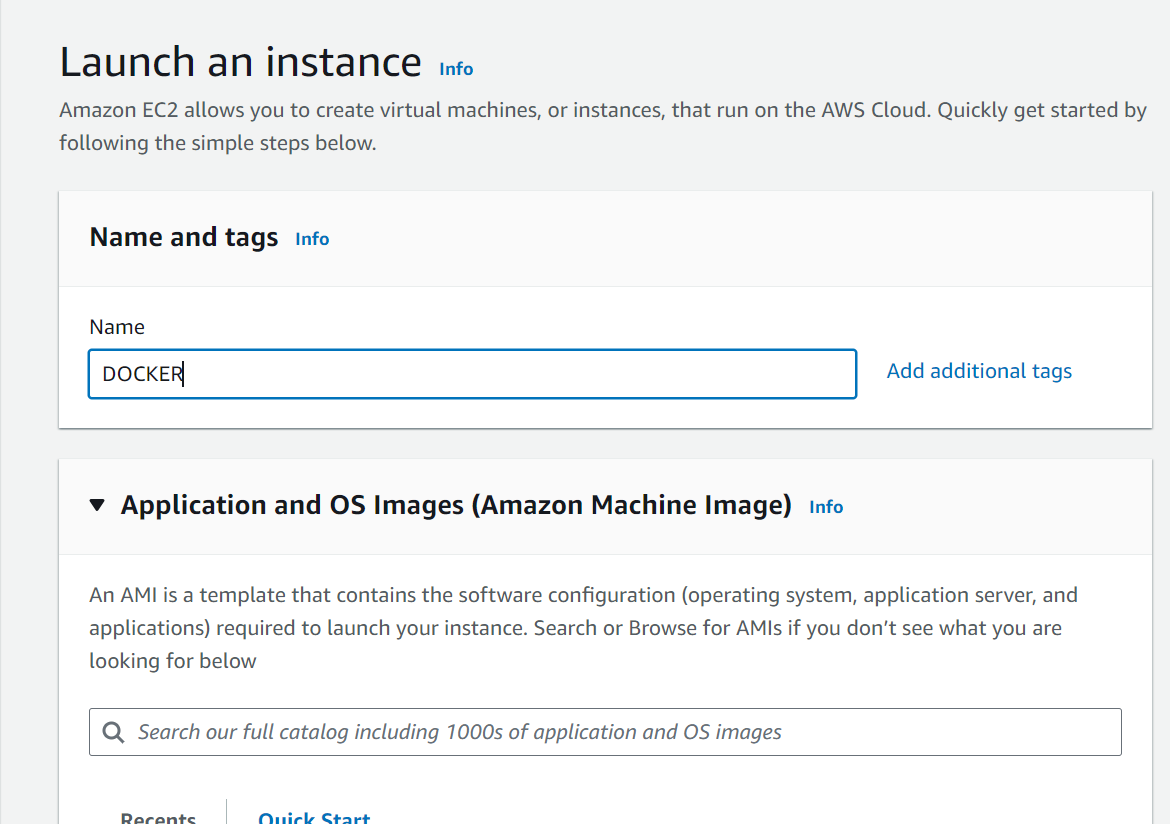 Launch an instance Info
Amazon EC2 allows you to create virtual machines, or instances, that run on the AWS Cloud. Quickly get started by
following the simple steps below.
Name and tags Info
Name
DOCKER
Add additional tags
Application and OS Images (Amazon Machine Image) Info
An AMI is a template that contains the software configuration (operating system, application server, and
applications) required to launch your instance. Search or Browse for AMIs if you don’t see what you are
looking for below
Search our full catalog including 1000s of application and OS images
Recents
Quick Start